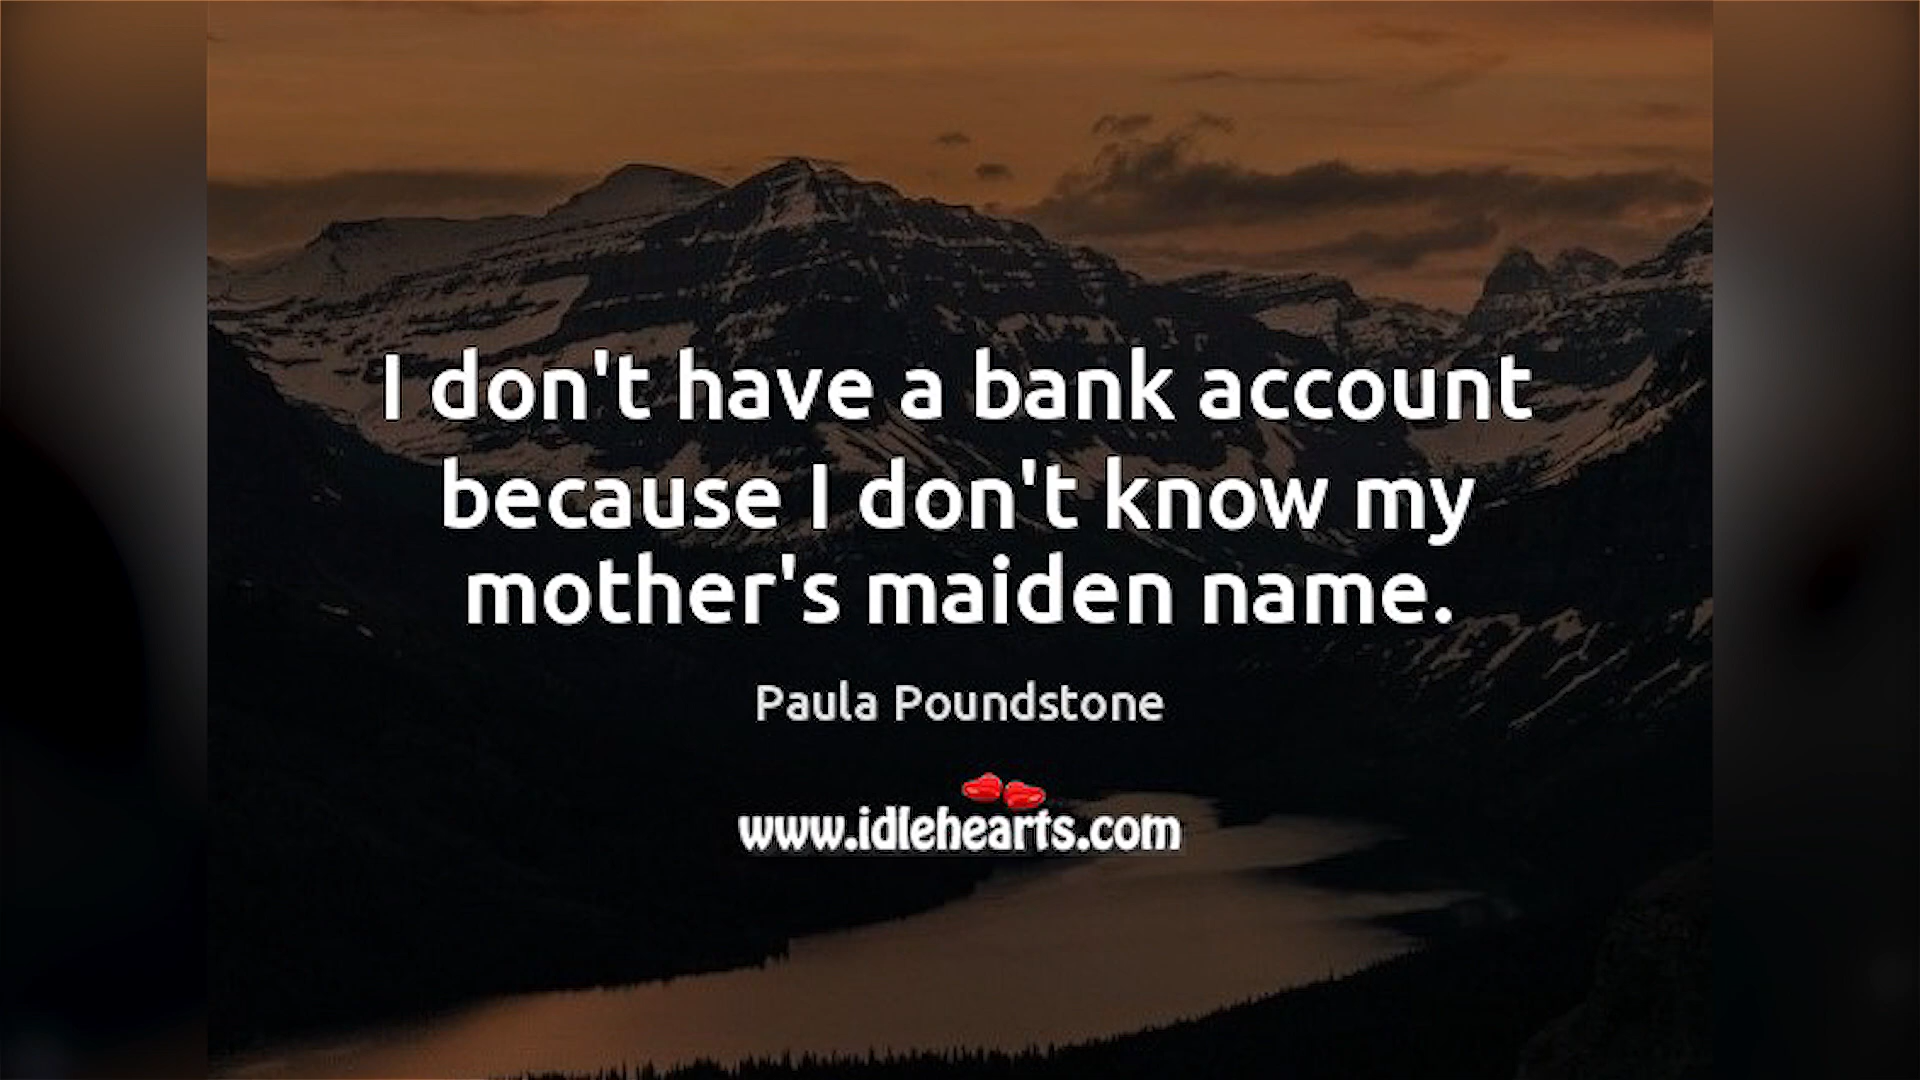 I don't have a bank account
because I don't know my
mother's maiden name.
Paula Poundstone
www.idlehearts.com